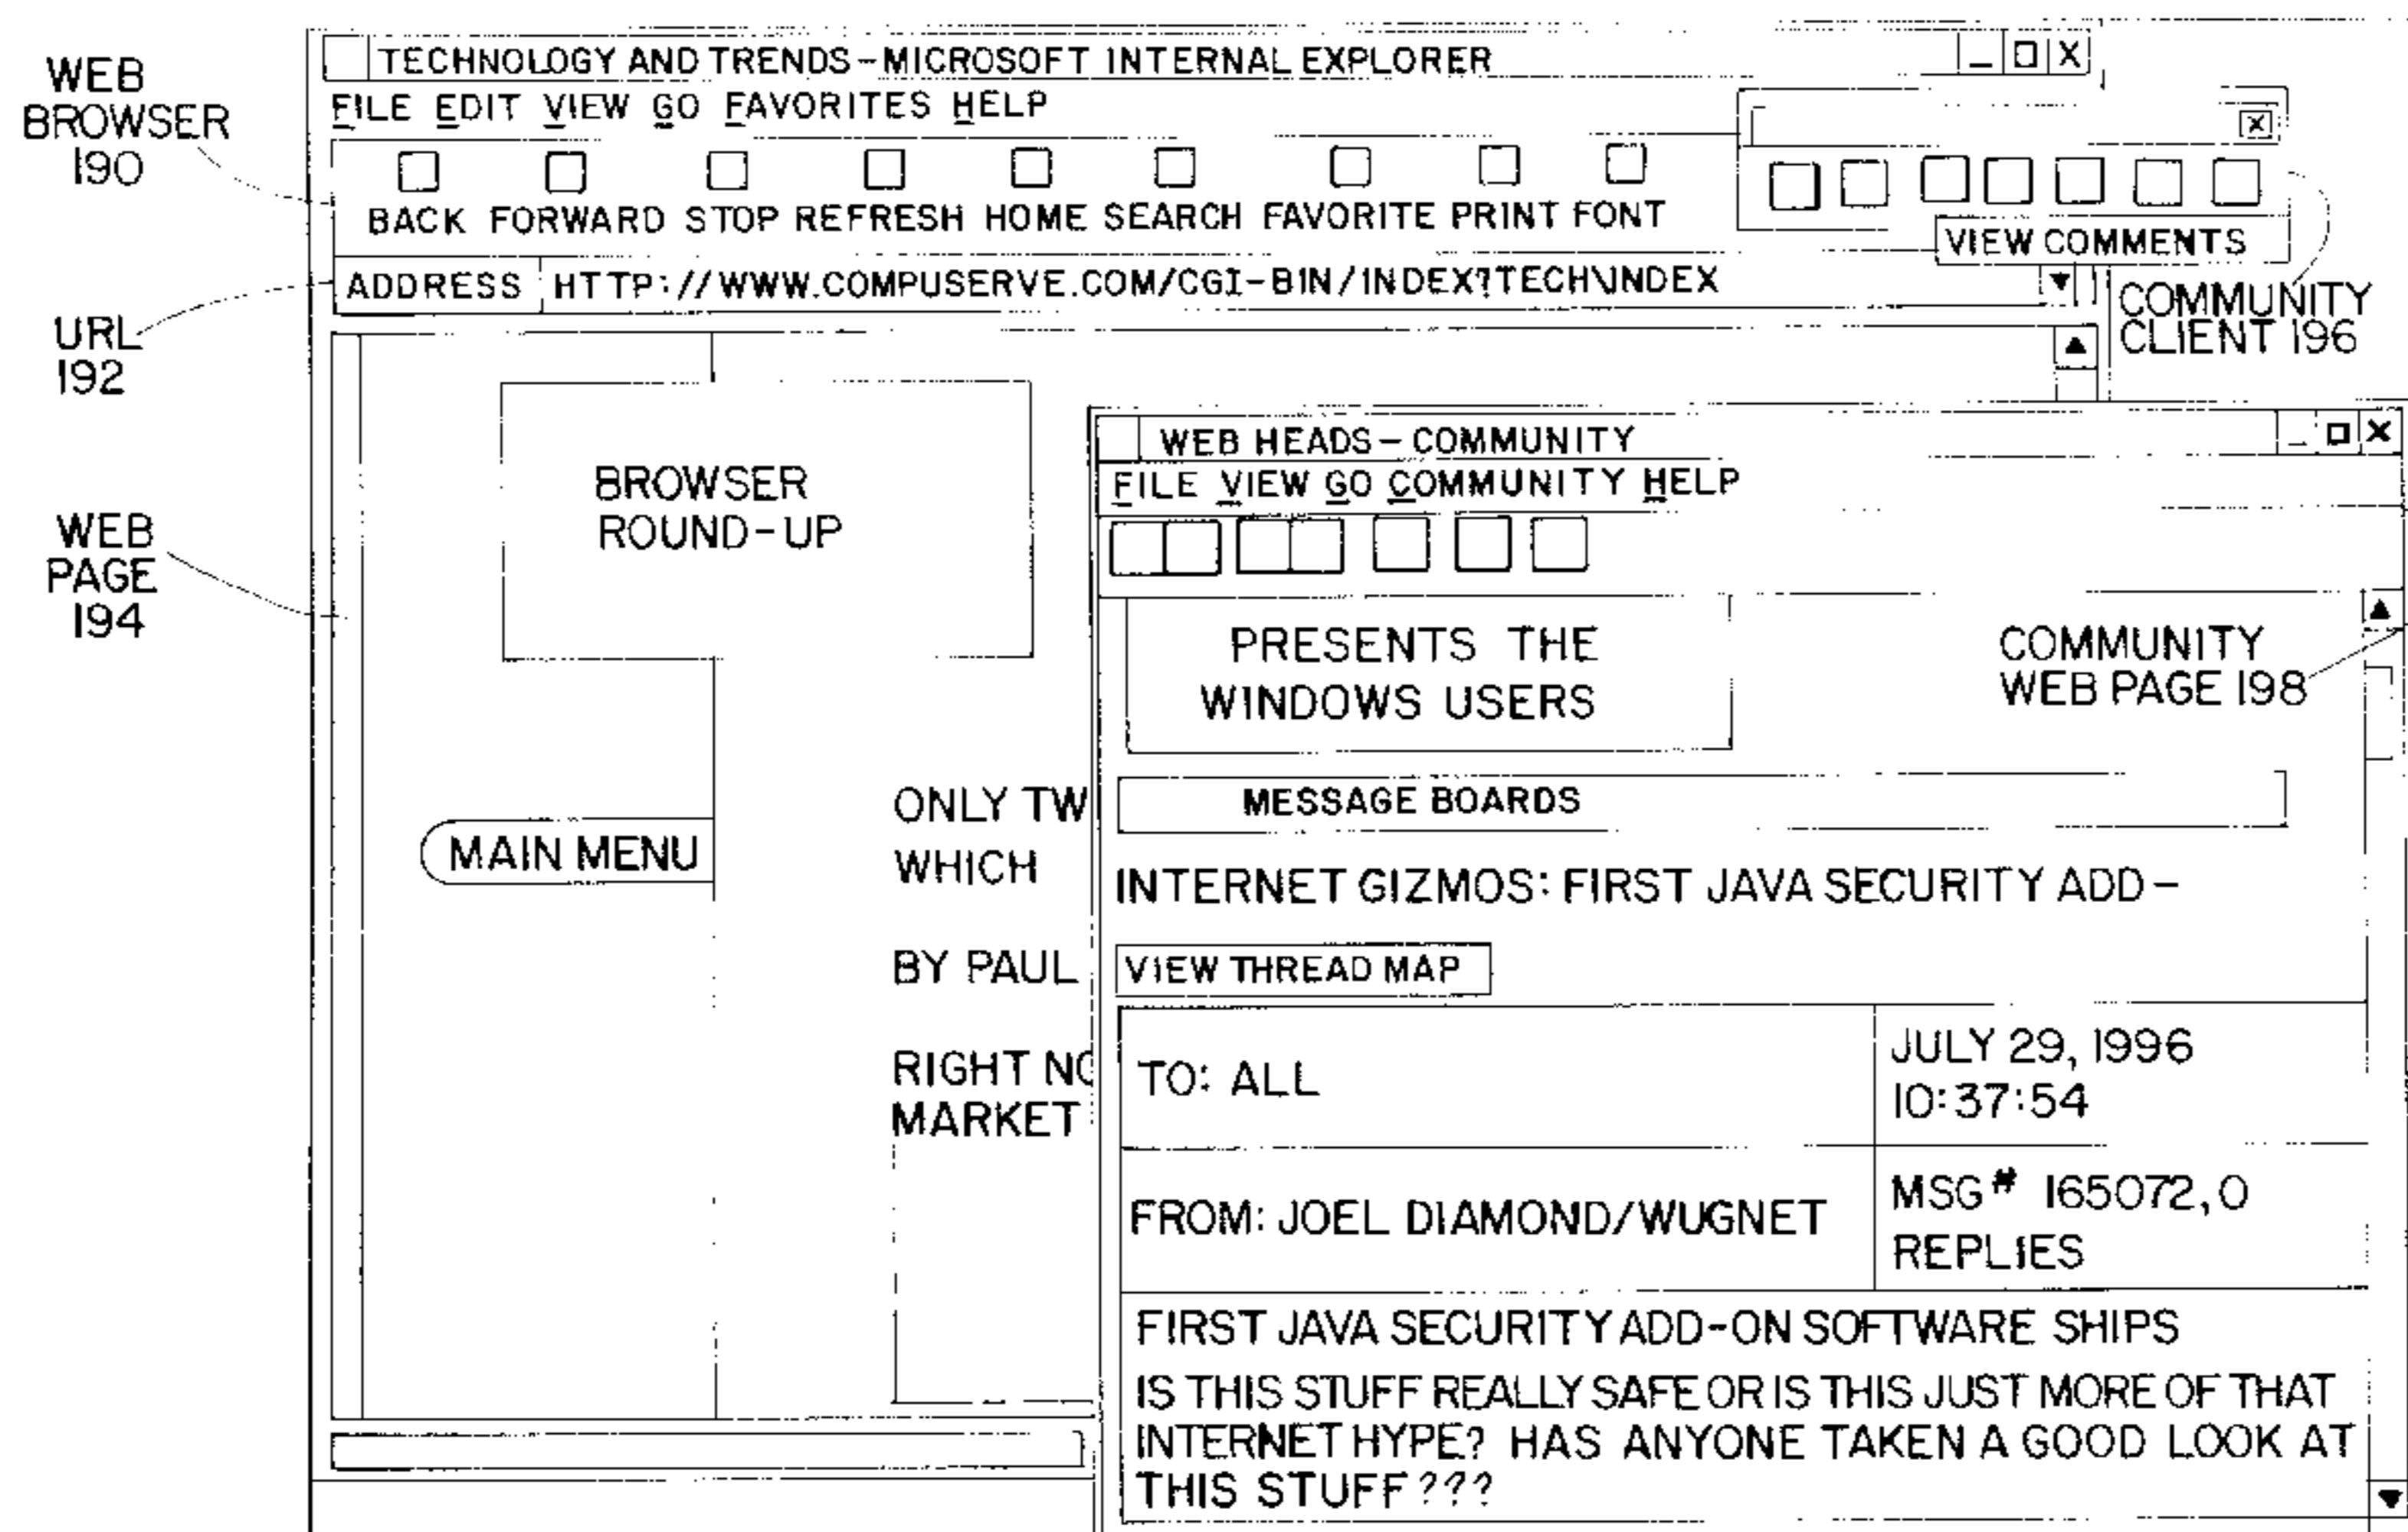 WEB
BROWSER
190
URL
192
WEB
PAGE
194
TECHNOLOGY AND TRENDS-MICROSOFT INTERNAL EXPLORER
FILE EDIT VIEW GO FAVORITES HELP
BACK FORWARD STOP REFRESH HOME SEARCH FAVORITE PRINT FONT
VIEW COMMENTS
ADDRESS HTTP://WWW.COMPUSERVE.COM/CGI-BIN/INDEX?TECH\INDEX
COMMUNITY
CLIENT 196
BROWSER
ROUND-UP
MAIN MENU
ONLY TW
WHICH
BY PAUL
RIGHT NO
MARKET
WEB HEADS-COMMUNITY
FILE VIEW GO COMMUNITY HELP
PRESENTS THE
WINDOWS USERS
COMMUNITY
WEB PAGE 198
MESSAGE BOARDS
INTERNET GIZMOS: FIRST JAVA SECURITY ADD-
VIEW THREAD MAP
TO: ALL
JULY 29, 1996
10:37:54
FROM: JOEL DIAMOND/WUGNET
MSG# 165072,0
REPLIES
FIRST JAVA SECURITY ADD-ON SOFTWARE SHIPS
IS THIS STUFF REALLY SAFE OR IS THIS JUST MORE OF THAT
INTERNET HYPE? HAS ANYONE TAKEN A GOOD LOOK AT
THIS STUFF???